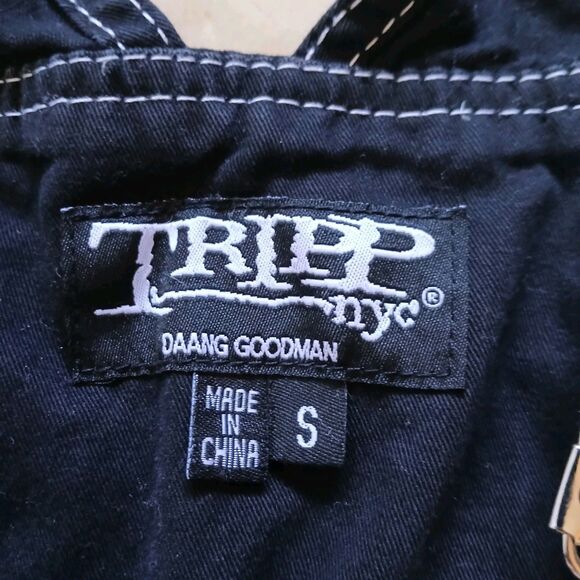 TRIPP
nyc®
DAANG GOODMAN
MADE
IN
CHINA
S